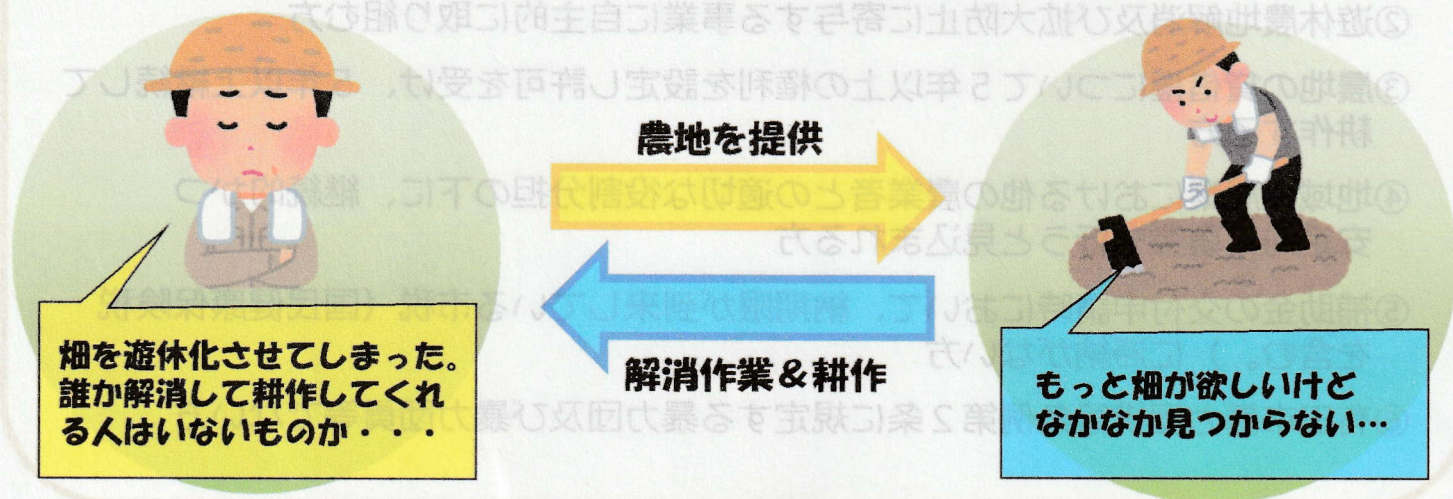 農地を提供
解消作業＆耕作
畑を遊休化させてしまった。
誰か解消して耕作してくれ
る人はいないものか・・・
もっと畑が欲しいけど
なかなか見つからない…